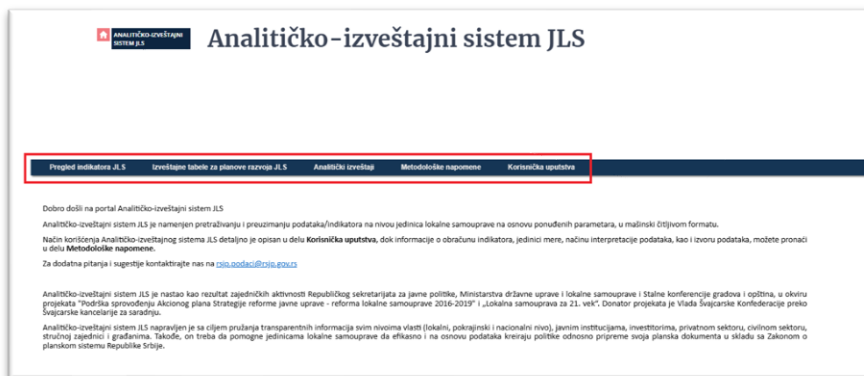 ANALITIČKO-IZVEŠTAJNI
SISTEM JLS
Analitičko-izveštajni sistem JLS
Pregled indikatora JLS Izveštajne tabele za planove razvoja JLS Analitički izveštaji Metodološke napomene Korisnička uputstva
Dobro došli na portal Analitičko-izveštajni sistem JLS
Analitičko-izveštajni sistem JLS je namenjen pretraživanju i preuzimanju podataka/indikatora na nivou jedinica lokalne samouprave na osnovu ponuđenih parametara, u mašinski čitljivom formatu.
Način korišćenja Analitičko-izveštajnog sistema JLS detaljno je opisan u delu Korisnička uputstva, dok informacije o obračunu indikatora, jedinici mere, načinu interpretacije podataka, kao i izvoru podataka, možete pronaći
u delu Metodološke napomene.
Za dodatna pitanja i sugestije kontaktirajte nas na rsjp.podaci@rsjp.gov.rs
Analitičko-izveštajni sistem JLS je nastao kao rezultat zajedničkih aktivnosti Republičkog sekretarijata za javne politike, Ministarstva državne uprave i lokalne samouprave i Stalne konferencije gradova i opština, u okviru
projekata "Podrška sprovođenju Akcionog plana Strategije reforme javne uprave - reforma lokalne samouprave 2016-2019" i „Lokalna samouprava za 21. vek". Donator projekata je Vlada Švajcarske Konfederacije preko
Švajcarske kancelarije za saradnju.
Analitičko-izveštajni sistem JLS napravljen je sa ciljem pružanja transparentnih informacija svim nivoima vlasti (lokalni, pokrajinski i nacionalni nivo), javnim institucijama, investitorima, privatnom sektoru, civilnom sektoru,
stručnoj zajednici i građanima. Takođe, on treba da pomogne jedinicama lokalne samouprave da efikasno i na osnovu podataka kreiraju politike odnosno pripreme svoja planska dokumenta u skladu sa Zakonom o
planskom sistemu Republike Srbije.